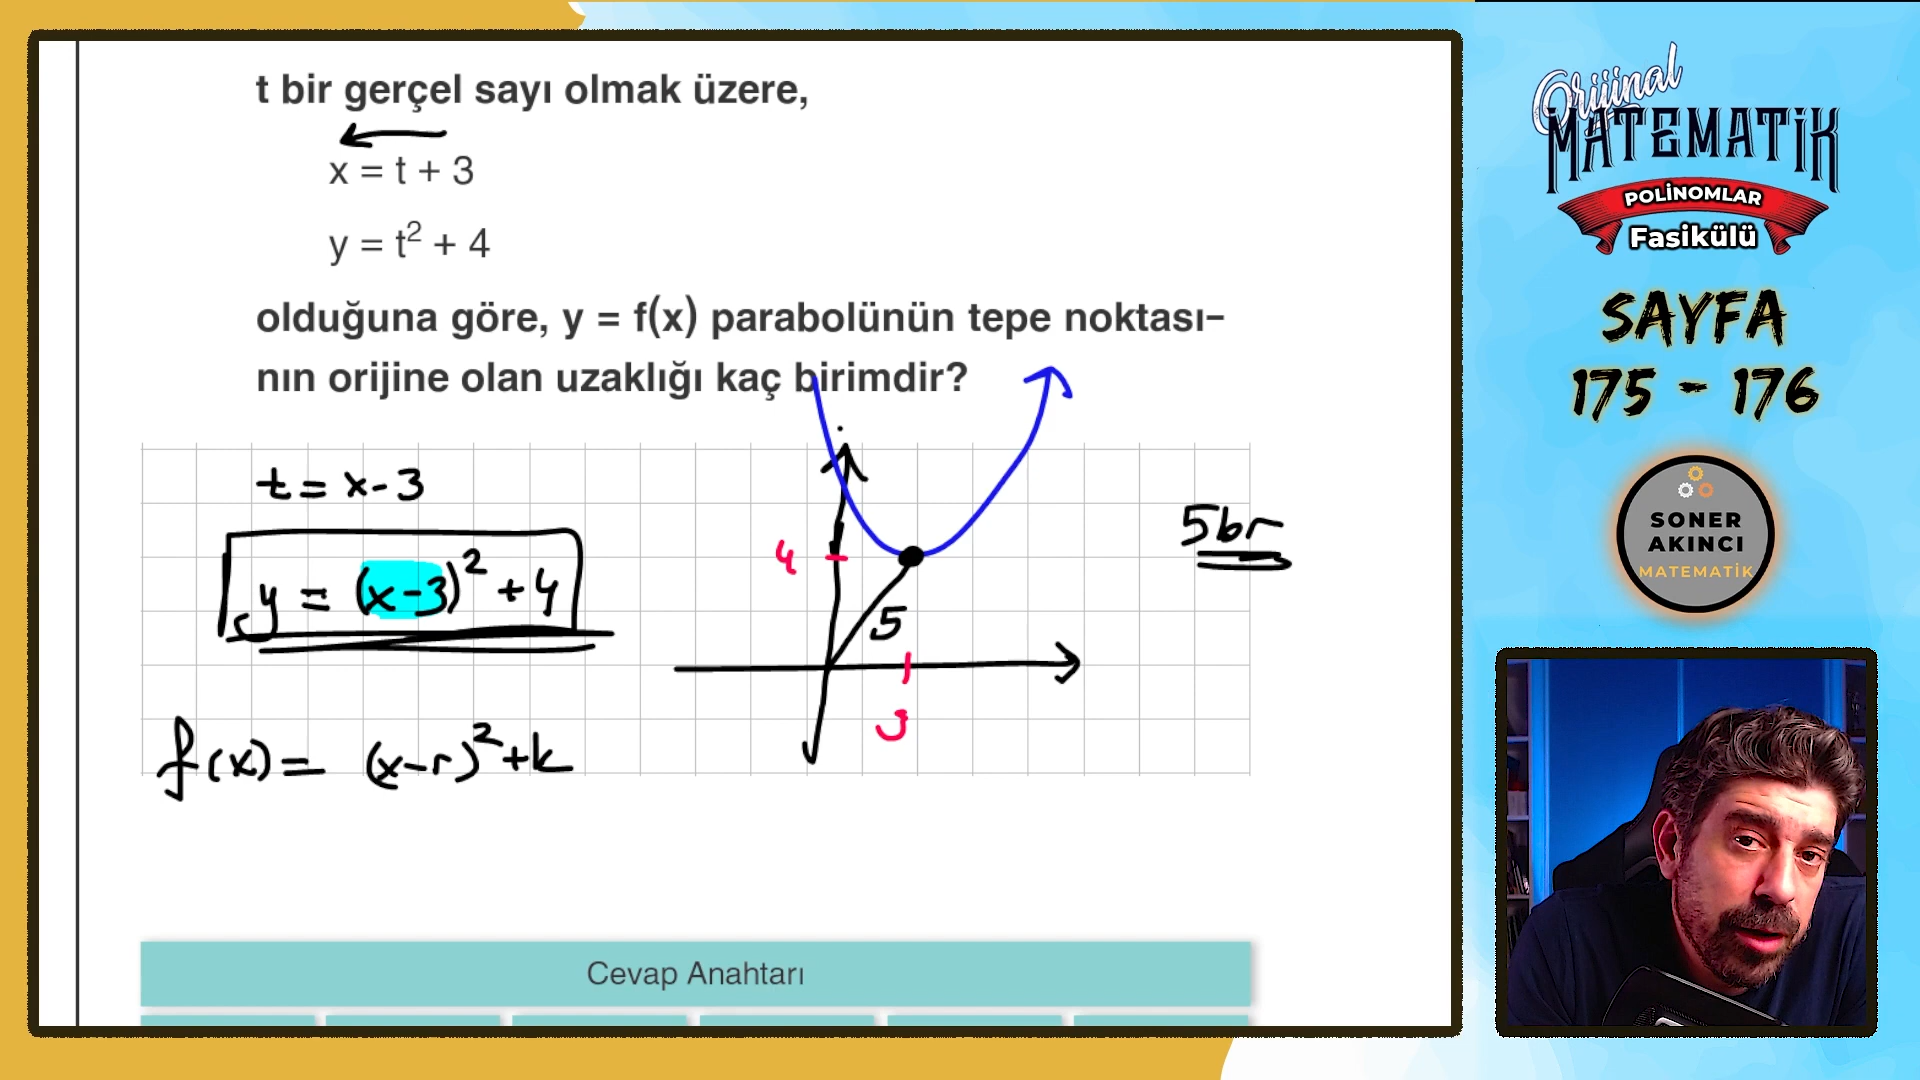 t bir gerçel sayı olmak üzere,
x = t + 3
y = t² + 4
olduğuna göre, y = f(x) parabolünün tepe noktası-
nın orijine olan uzaklığı kaç birimdir?
t = x - 3
y = (x-3)² + 4
f(x) = (x-r)² + k
4
5
3
5br
Cevap Anahtarı
Orijinal
MATEMATİK
POLİNOMLAR
Fasikülü
SAYFA
175 - 176
SONER
AKINCI
MATEMATİK